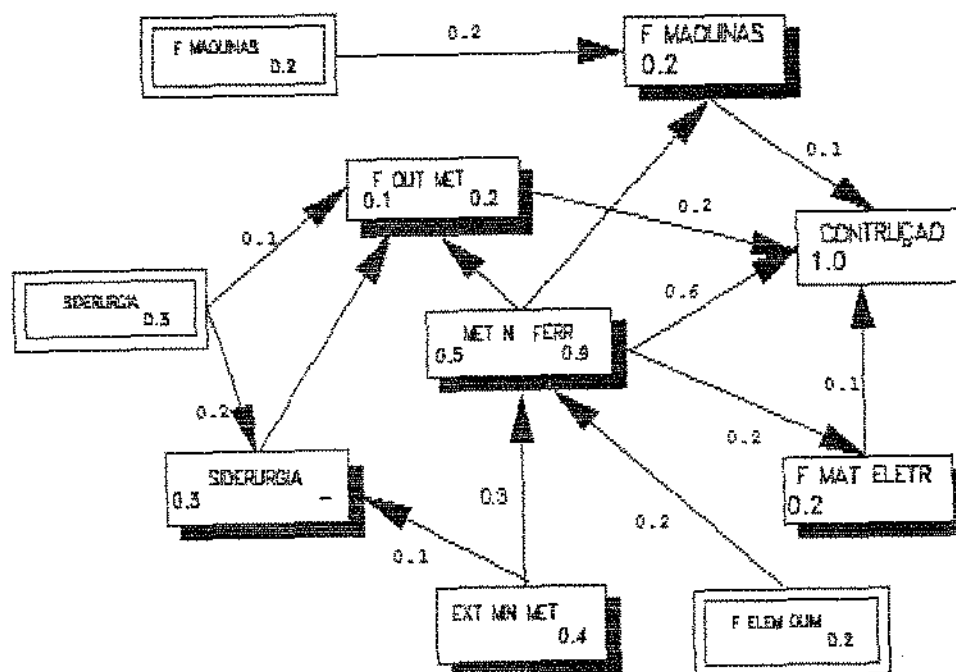 F MAQUINAS
0.2
0.2
F MAQUINAS
0.2
0.1
F OUT MET
0.1 0.2
0.2
CONTRUÇAO
1.0
0.1
SIDERURGIA
0.3
MET N FERR
0.5 0.9
0.6
0.2
0.1
0.2
SIDERURGIA
0.3 -
0.3
0.2
F MAT ELETR
0.2
0.1
EXT MIN MET
0.4
F ELEM QUIM
0.2